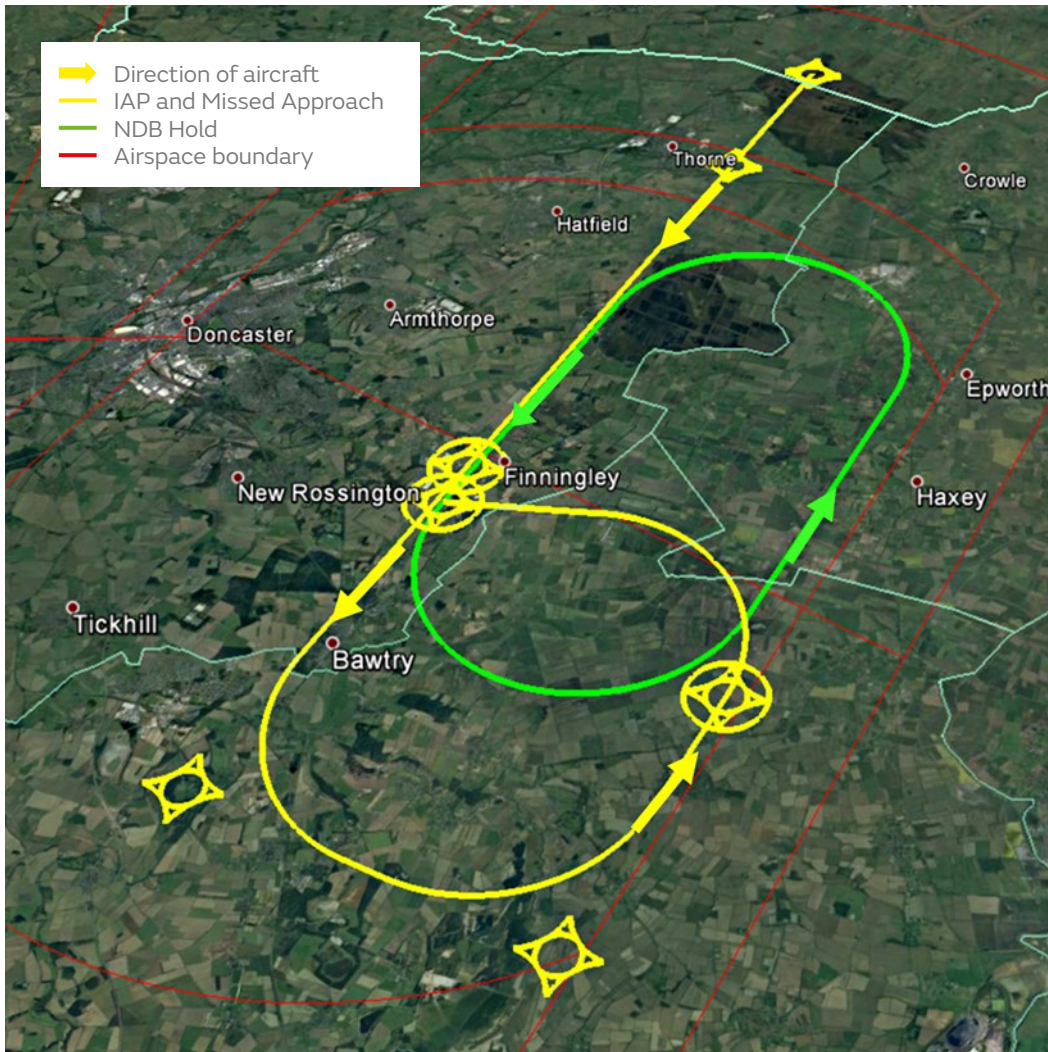 Direction of aircraft
IAP and Missed Approach
NDB Hold
Airspace boundary
Thorne
Crowle
Hatfield
Armthorpe
Doncaster
Epworth
Finningley
New Rossington
Haxey
Tickhill
Bawtry